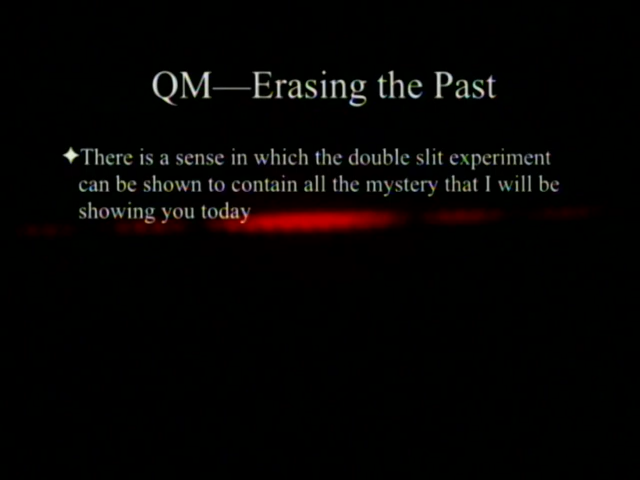 QM—Erasing the Past
✦There is a sense in which the double slit experiment
can be shown to contain all the mystery that I will be
showing you today